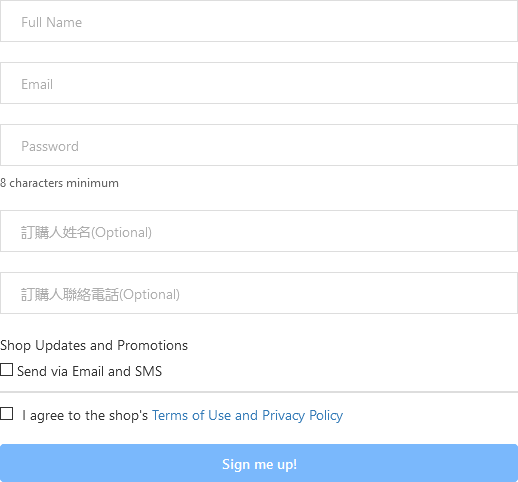 Full Name
Email
Password
8 characters minimum
訂購人姓名(Optional)
訂購人聯絡電話(Optional)
Shop Updates and Promotions
Send via Email and SMS
I agree to the shop's Terms of Use and Privacy Policy
Sign me up!